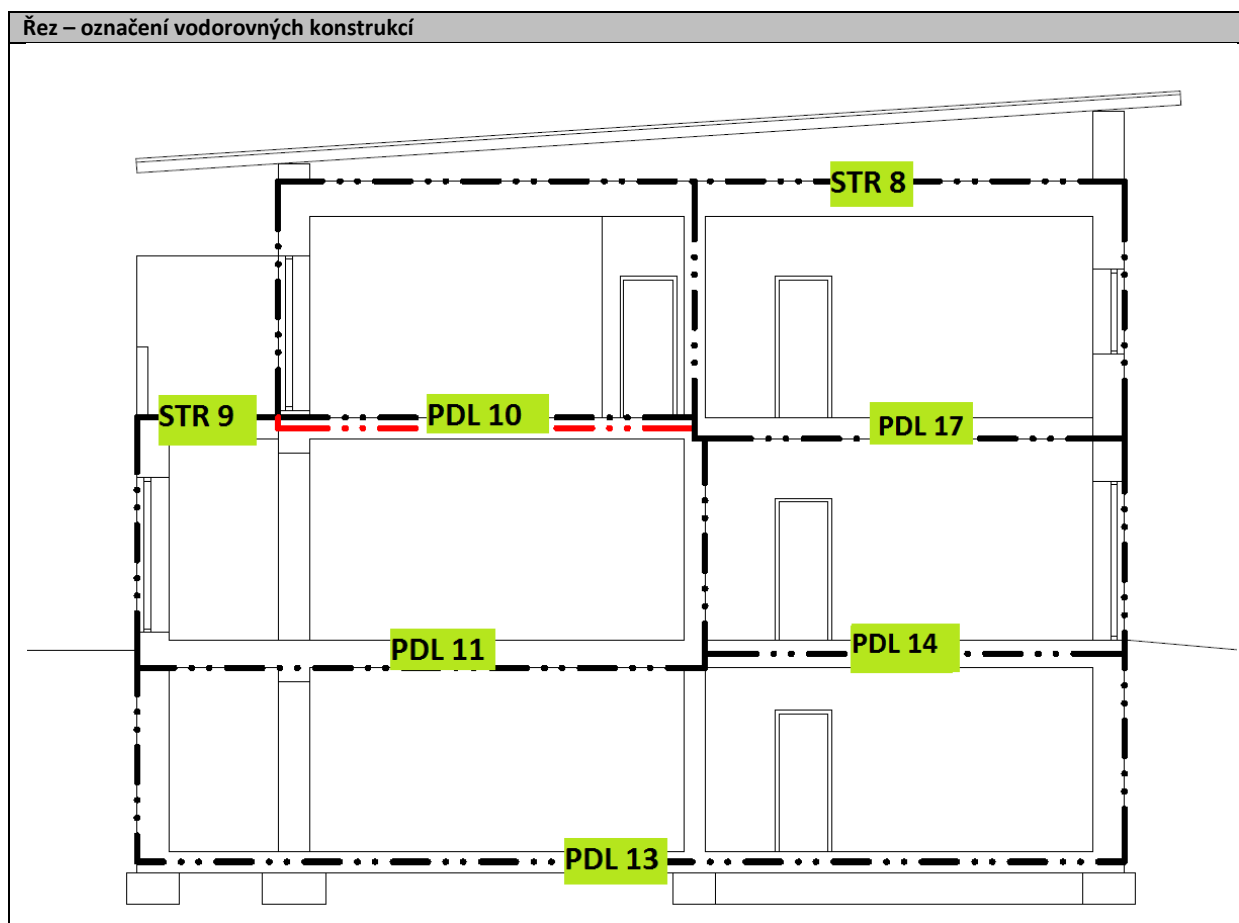 Řez – označení vodorovných konstrukcí
STR 8
STR 9
PDL 10
PDL 17
PDL 11
PDL 14
PDL 13